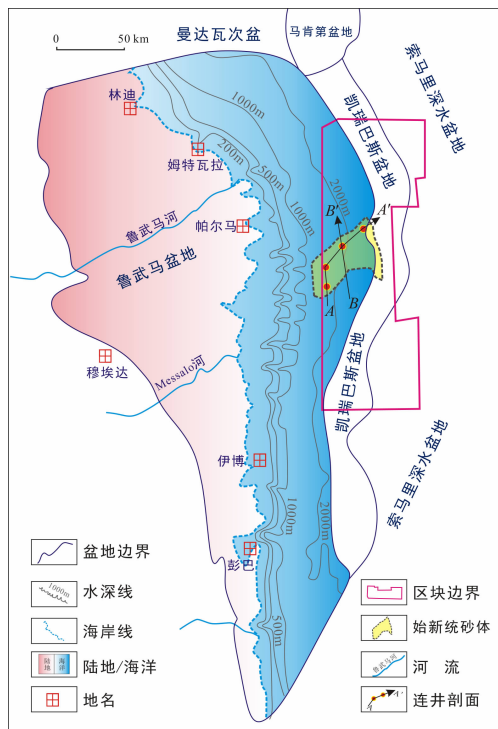 曼达瓦次盆
马肯第盆地
0 50 km
索马里深水盆地
林迪
1000m
凯瑞巴斯盆地
姆特瓦拉
200m
500m
1000m
2000m
鲁武马河
帕尔马
B'
A'
鲁武马盆地
A
B
穆埃达
Messalo河
凯瑞巴斯盆地
伊博
索马里深水盆地
1000m
2000m
彭巴
500m
盆地边界
1000m
水深线
海岸线
陆地
海洋
陆地/海洋
地名
区块边界
始新统砂体
鲁武马河
河 流
A
A'
连井剖面